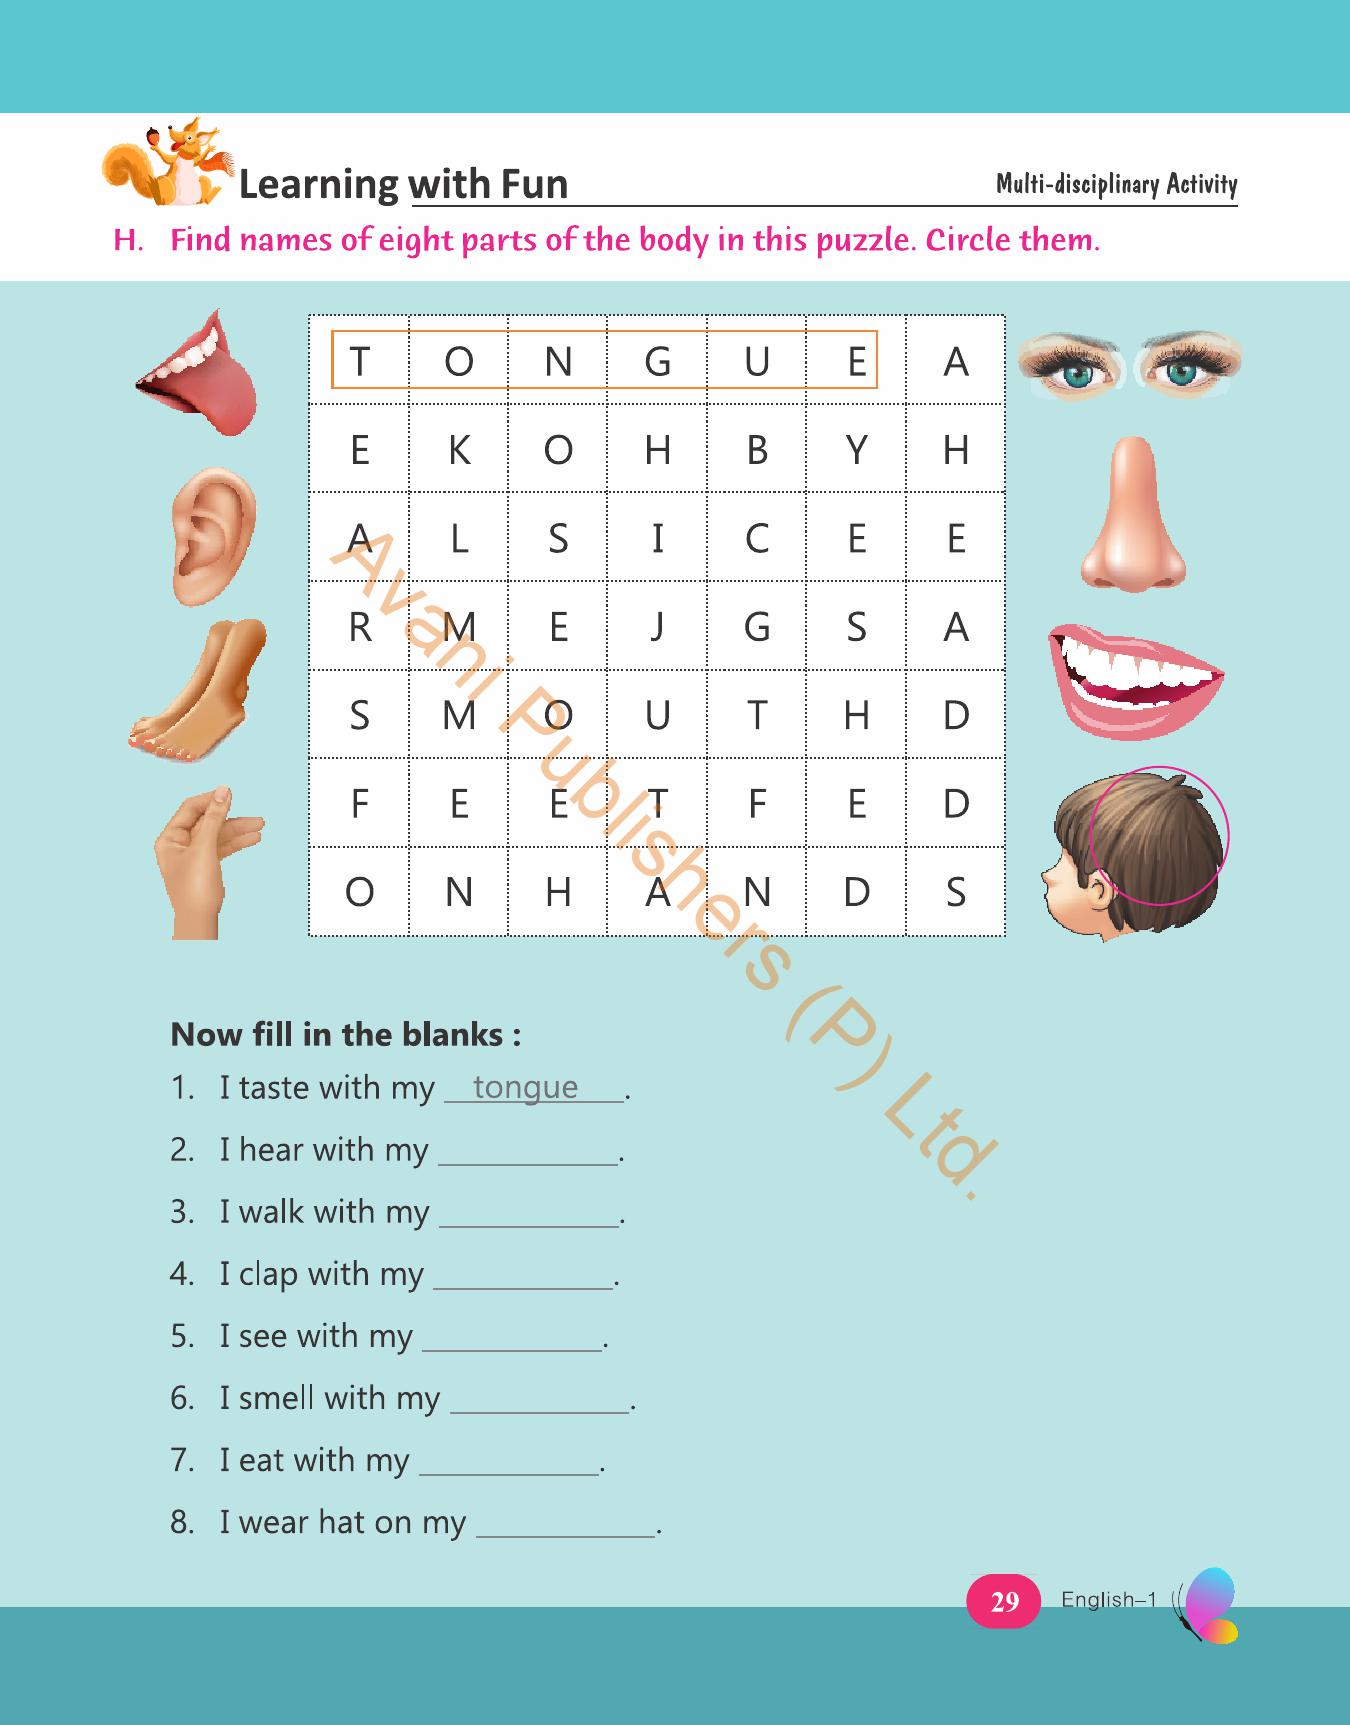 Learning with Fun
Multi-disciplinary Activity
H. Find names of eight parts of the body in this puzzle. Circle them.
T O N G U E A
E K O H B Y H
A L S I C E E
R M E J G S A
S M O U T H D
F E E T F E D
O N H A N D S
Avani Publishers (P) Ltd.
Now fill in the blanks :
1. I taste with my tongue.
2. I hear with my ____________.
3. I walk with my ____________.
4. I clap with my ____________.
5. I see with my ____________.
6. I smell with my ____________.
7. I eat with my ____________.
8. I wear hat on my ____________.
29 English–1